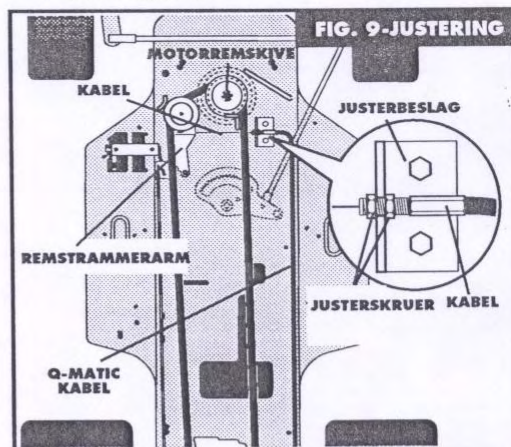 FIG. 9-JUSTERING
MOTORREMSKIVE
KABEL
JUSTERBESLAG
REMSTRAMMERARM
JUSTERSKRUER
KABEL
Q-MATIC
KABEL